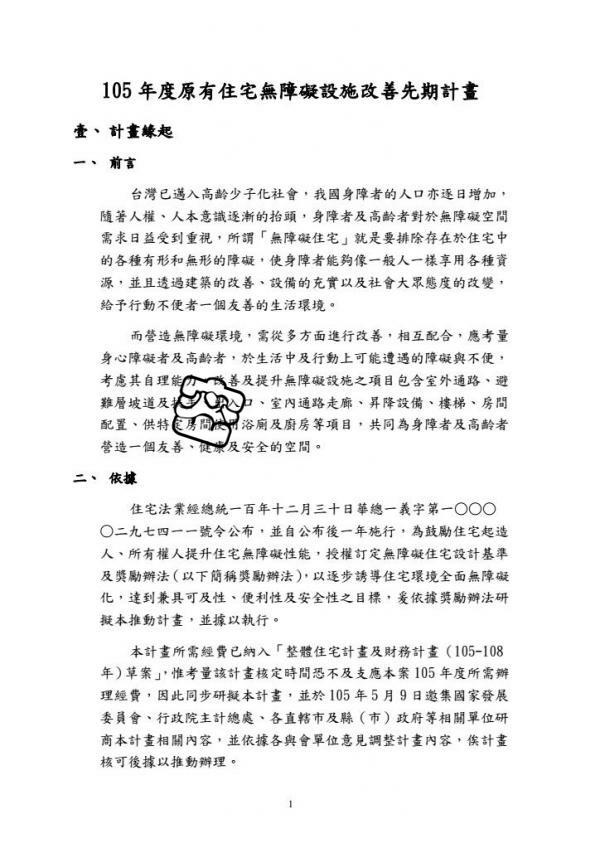 105 年度原有住宅無障礙設施改善先期計畫
壹、 計畫緣起
一、 前言
台灣已邁入高齡少子化社會，我國身障者的人口亦逐日增加，
隨著人權、人本意識逐漸的抬頭，身障者及高齡者對於無障礙空間
需求日益受到重視，所謂「無障礙住宅」就是要排除存在於住宅中
的各種有形和無形的障礙，使身障者能夠像一般人一樣享用各種資
源，並且透過建築的改善、設備的充實以及社會大眾態度的改變，
給予行動不便者一個友善的生活環境。
而營造無障礙環境，需從多方面進行改善，相互配合，應考量
身心障礙者及高齡者，於生活中及行動上可能遭遇的障礙與不便，
考慮其自理能力，改善及提升無障礙設施之項目包含室外通路、避
難層坡道及 入口、室內通路走廊、昇降設備、樓梯、房間
配置、供特定房間使用浴廁及廚房等項目，共同為身障者及高齡者
營造一個友善、健康及安全的空間。
二、 依據
住宅法業經總統一百年十二月三十日華總一義字第一〇〇〇
〇二九七四一一號令公布，並自公布後一年施行，為鼓勵住宅起造
人、所有權人提升住宅無障礙性能，授權訂定無障礙住宅設計基準
及獎勵辦法（以下簡稱獎勵辦法），以逐步誘導住宅環境全面無障礙
化，達到兼具可及性、便利性及安全性之目標，爰依據獎勵辦法研
擬本推動計畫，並據以執行。
本計畫所需經費已納入「整體住宅計畫及財務計畫（105-108
年）草案」，惟考量該計畫核定時間恐不及支應本案 105 年度所需辦
理經費，因此同步研擬本計畫，並於 105 年 5 月 9 日邀集國家發展
委員會、行政院主計總處、各直轄市及縣（市）政府等相關單位研
商本計畫相關內容，並依據各與會單位意見調整計畫內容，俟計畫
核可後據以推動辦理。
1